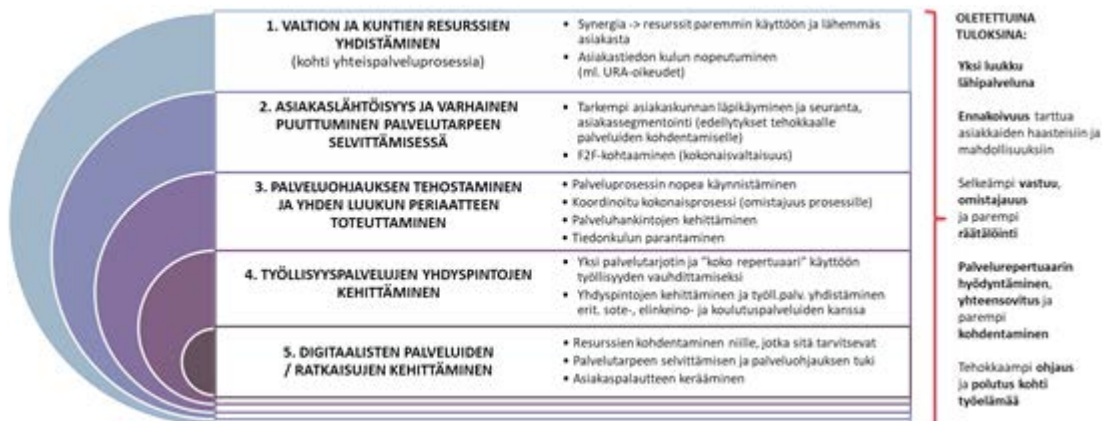 1. VALTION JA KUNTIEN RESURSSIEN
YHDISTÄMINEN
(kohti yhteispalveluprosessia)
• Synergia -> resurssit paremmin käyttöön ja lähemmäs
asiakasta
• Asiakastiedon kulun nopeutuminen
(ml. URA-oikeudet)
2. ASIAKASLÄHTÖISYYS JA VARHAINEN
PUUTTUMINEN PALVELUTARPEEN
SELVITTÄMISESSÄ
• Tarkempi asiakaskunnan läpikäyminen ja seuranta,
asiakassegmentointi (edellytykset tehokkaalle
palveluiden kohdentamiselle)
• F2F-kohtaaminen (kokonaisvaltaisuus)
3. PALVELUOHJAUKSEN TEHOSTAMINEN
JA YHDEN LUUKUN PERIAATTEEN
TOTEUTTAMINEN
• Palveluprosessin nopea käynnistäminen
• Koordinoitu kokonaisprosessi (omistajuus prosessille)
• Palveluhankintojen kehittäminen
• Tiedonkulun parantaminen
4. TYÖLLISYYSPALVELUJEN YHDYSPINTOJEN
KEHITTÄMINEN
• Yksi palvelutarjotin ja "koko repertuaari" käyttöön
työllisyyden vauhdittamiseksi
• Yhdyspintojen kehittäminen ja työll.palv. yhdistäminen
erit. sote-, elinkeino- ja koulutuspalveluiden kanssa
5. DIGITAALISTEN PALVELUIDEN
/ RATKAISUJEN KEHITTÄMINEN
• Resurssien kohdentaminen niille, jotka sitä tarvitsevat
• Palvelutarpeen selvittämisen ja palveluohjauksen tuki
• Asiakaspalautteen kerääminen
OLETETTUINA
TULOKSINA:
Yksi luukku
lähipalveluna
Ennakoivuus tarttua
asiakkaiden haasteisiin ja
mahdollisuuksiin
Selkeämpi vastuu,
omistajauus
ja parempi
räätälöinti
Palvelurepertuaarin
hyödyntäminen,
yhteensovitus ja
parempi
kohdentaminen
Tehokkaampi ohjaus
ja polutus kohti
työelämää